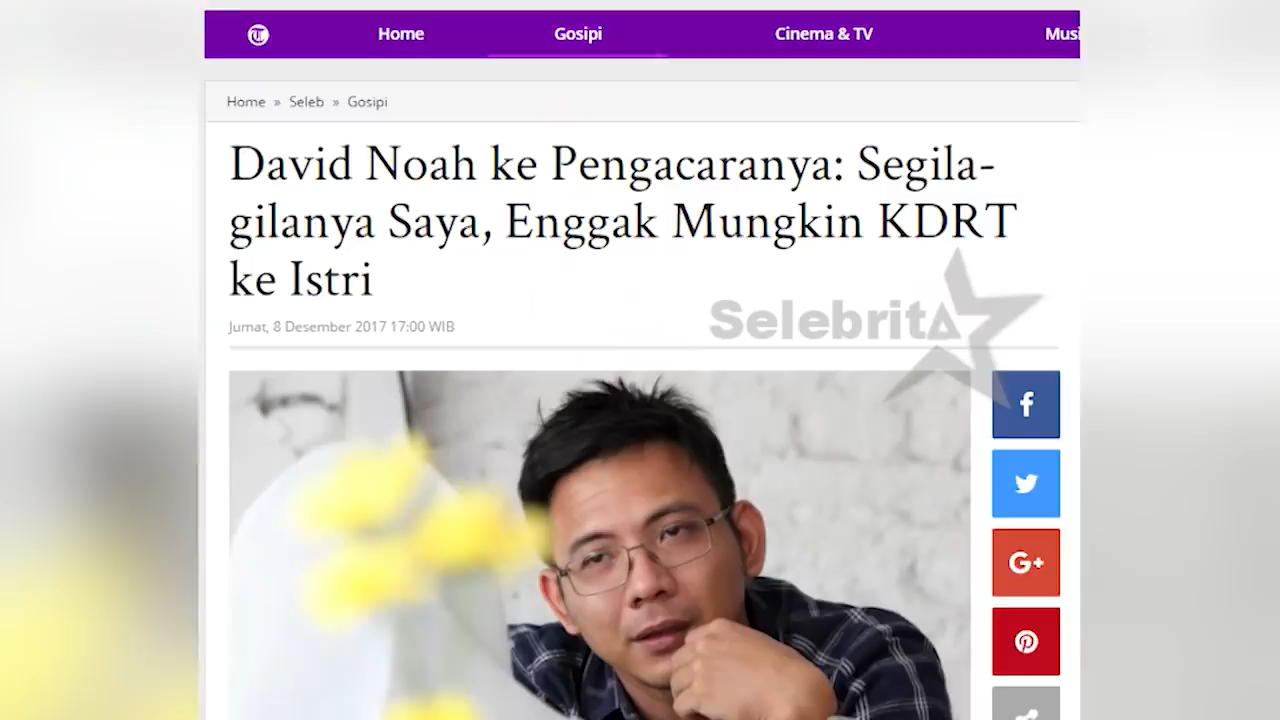 Home Gosipi Cinema & TV Musi
Home » Seleb » Gosipi
David Noah ke Pengacaranya: Segila-
gilanya Saya, Enggak Mungkin KDRT
ke Istri
Jumat, 8 Desember 2017 17:00 WIB
Selebrita
f
G+